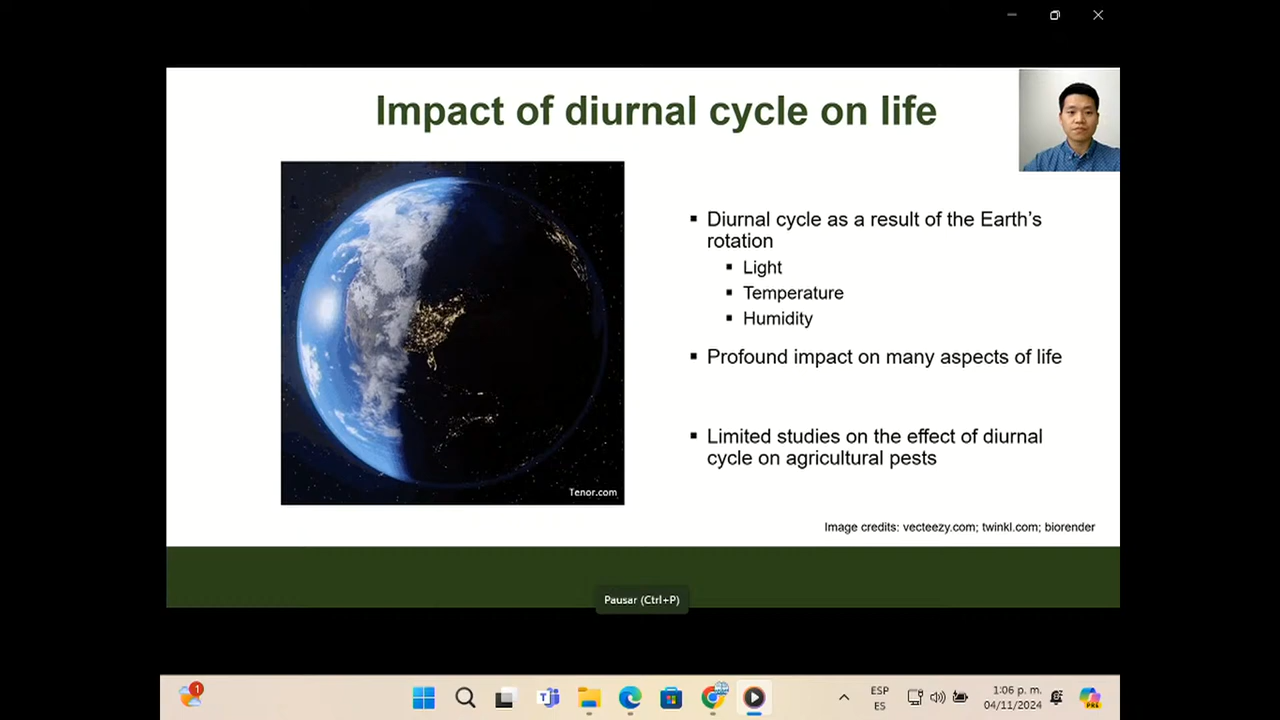 Impact of diurnal cycle on life
Diurnal cycle as a result of the Earth's
rotation
Light
Temperature
Humidity
Profound impact on many aspects of life
Limited studies on the effect of diurnal
cycle on agricultural pests
Tenor.com
Image credits: vecteezy.com; twinkl.com; biorender
Pausar (Ctrl+P)
1
ESP
ES
1:06 p. m.
04/11/2024
PRE